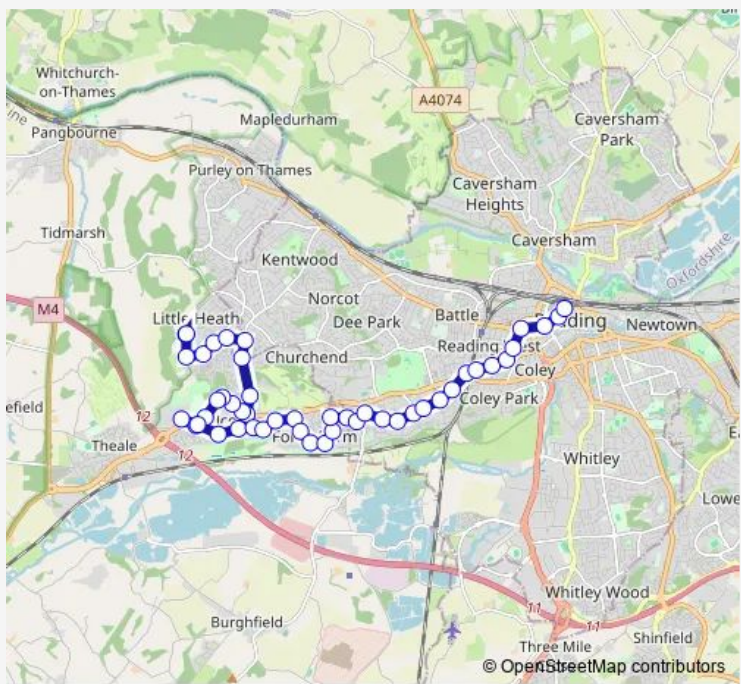 Whitchurch-
on-Thames
Line
Pangbourne
Mapledurham
A4074
Caversham
Park
Purley on Thames
Caversham
Heights
Tidmarsh
Caversham
Oxfordshire
Kentwood
M4
Little Heath
Norcot
Battle
Reading
Newtown
Dee Park
Reading West
Churchend
Coley
Coley Park
12
Theale
12
Whitley
Whitley Wood
11
11
Burghfield
Shinfield
Three Mile
© OpenStreetMap contributors